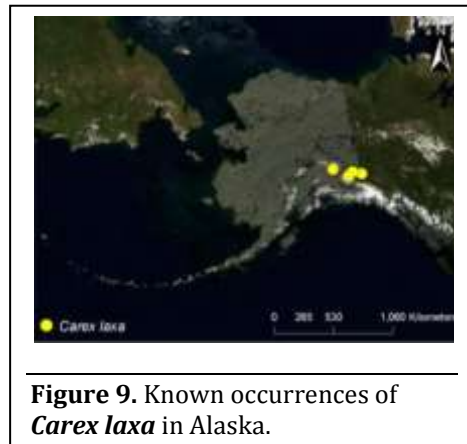 Carex laxa
0 265 530 1,060 Kilometers
Figure 9. Known occurrences of
Carex laxa in Alaska.